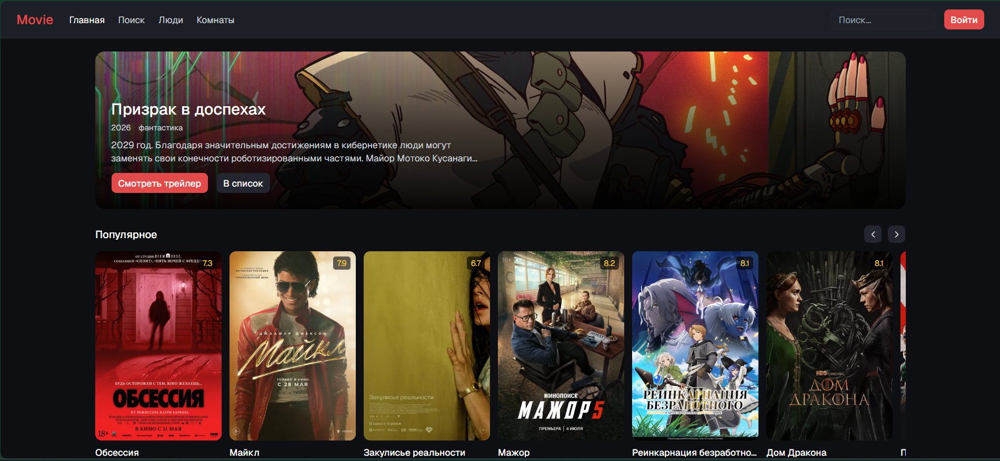 Movie Главная Поиск Люди Комнаты Поиск... Войти
Призрак в доспехах
2026 фантастика
2029 год. Благодаря значительным достижениям в кибернетике люди могут
заменять свои конечности роботизированными частями. Майор Мотоко Кусанаги...
Смотреть трейлер В список
Популярное
ОТ СТУДИИ BLUMHOUSE,
СОЗДАВШЕЙ «СПЛИТ», «ПЯТЬ НОЧЕЙ С ФРЕДДИ
7.3
БУДЬ ОСТОРОЖЕН С ТЕМ, КОГО ЖЕЛАЕШЬ...
ОБСЕССИЯ
ОТ РЕЖИССЕРА КАРРИ БАРКЕРА
В КИНО С 21 МАЯ
18+
Обсессия
7.9
БОГЕМСКАЯ РАПСОДИЯ
ТРЕНИРОВОЧНЫЙ ДЕНЬ
ДЖААФАР ДЖЕКСОН
Майкл
ТОЛЬКО В КИНО
С 28 МАЯ
Майкл
6.7
Закулисье реальности
В кино с 4 июня
Закулисье реальности
16+
8.2
КИНОПОИСК
МАЖОР 5
ПРЕМЬЕРА | 4 ИЮЛЯ
Мажор
8.1
РЕИНКАРНАЦИЯ
БЕЗРАБОТНОГО
Реинкарнация безработно...
8.1
HBO ORIGINAL
ДОМ
ДРАКОНА
Дом Дракона